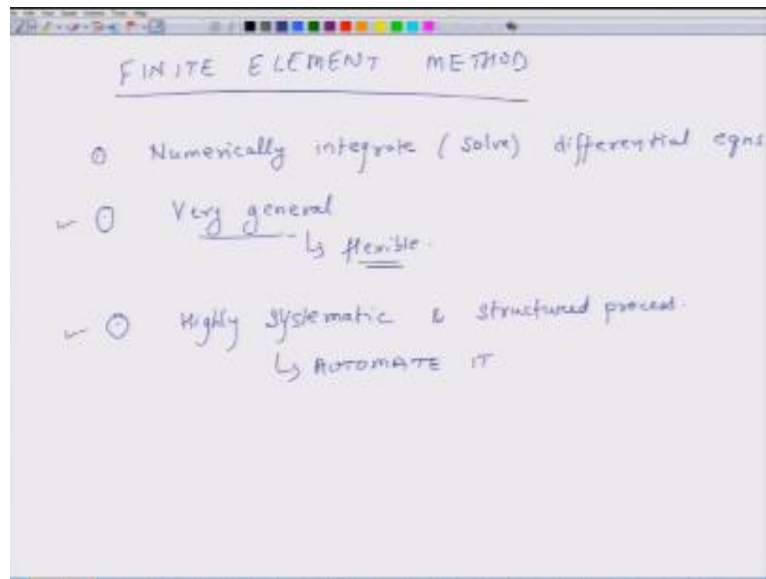 FINITE ELEMENT METHOD
Numerically integrate (solve) differential eqns
Very general
↳ flexible.
Highly systematic & structured process.
↳ AUTOMATE IT